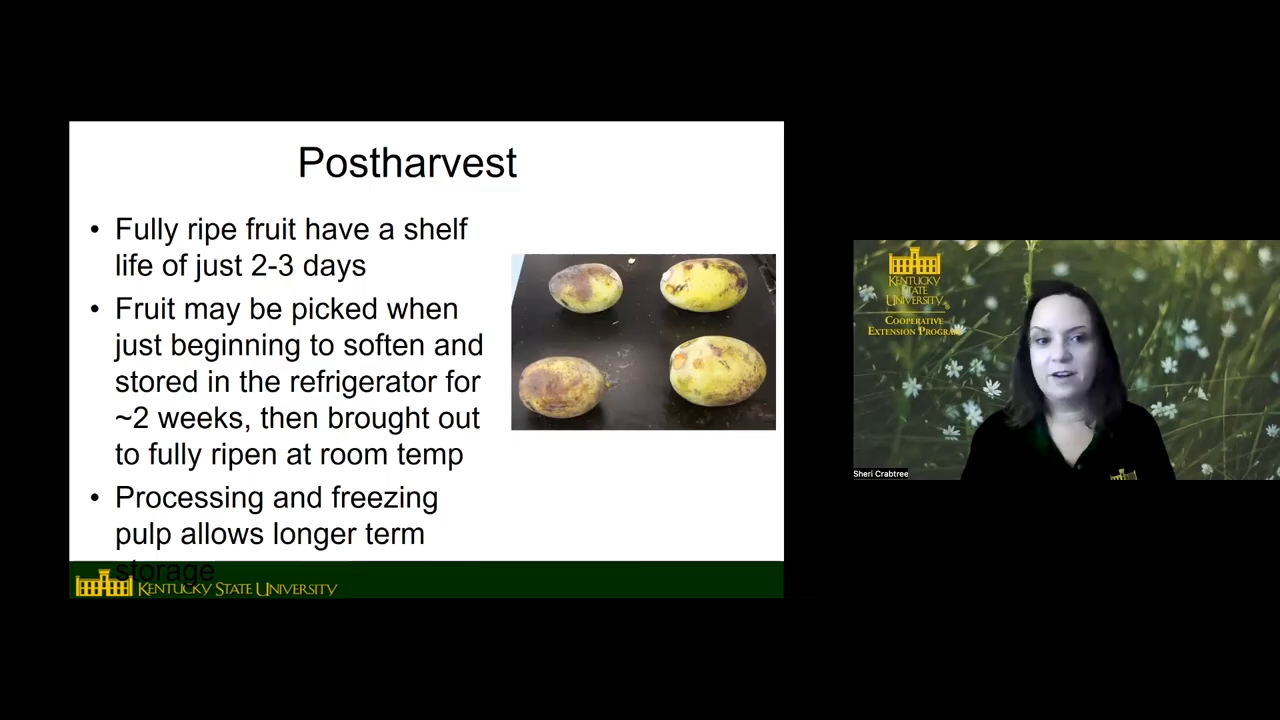 Postharvest
• Fully ripe fruit have a shelf
life of just 2-3 days
• Fruit may be picked when
just beginning to soften and
stored in the refrigerator for
~2 weeks, then brought out
to fully ripen at room temp
• Processing and freezing
pulp allows longer term
storage
KENTUCKY STATE UNIVERSITY
KENTUCKY
STATE
UNIVERSITY
COOPERATIVE
EXTENSION PROGRA
Sheri Crabtree